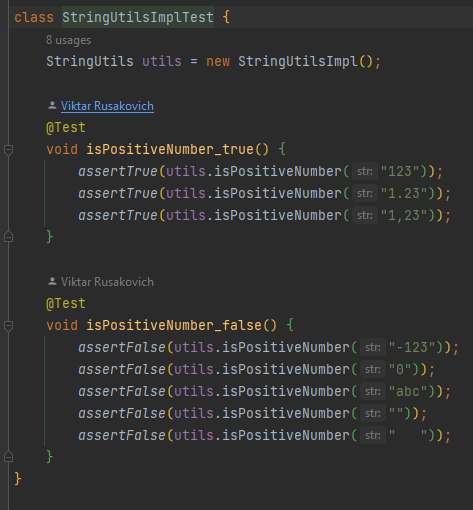 class StringUtilsImplTest {
8 usages
StringUtils utils = new StringUtilsImpl();
Viktar Rusakovich
@Test
void isPositiveNumber_true() {
assertTrue(utils.isPositiveNumber( str: "123"));
assertTrue(utils.isPositiveNumber( str: "1.23"));
assertTrue(utils.isPositiveNumber( str: "1,23"));
}
Viktar Rusakovich
@Test
void isPositiveNumber_false() {
assertFalse(utils.isPositiveNumber( str: "-123"));
assertFalse(utils.isPositiveNumber( str: "0"));
assertFalse(utils.isPositiveNumber( str: "abc"));
assertFalse(utils.isPositiveNumber( str: ""));
assertFalse(utils.isPositiveNumber( str: "   "));
}
}